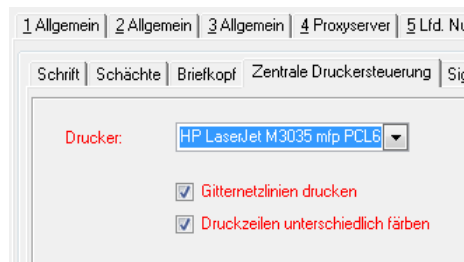 1 Allgemein 2 Allgemein 3 Allgemein 4 Proxyserver 5 Lfd.
Schrift Schächte Briefkopf Zentrale Druckersteuerung
Drucker: HP LaserJet M3035 mfp PCL6
Gitternetzlinien drucken
Druckzeilen unterschiedlich färben